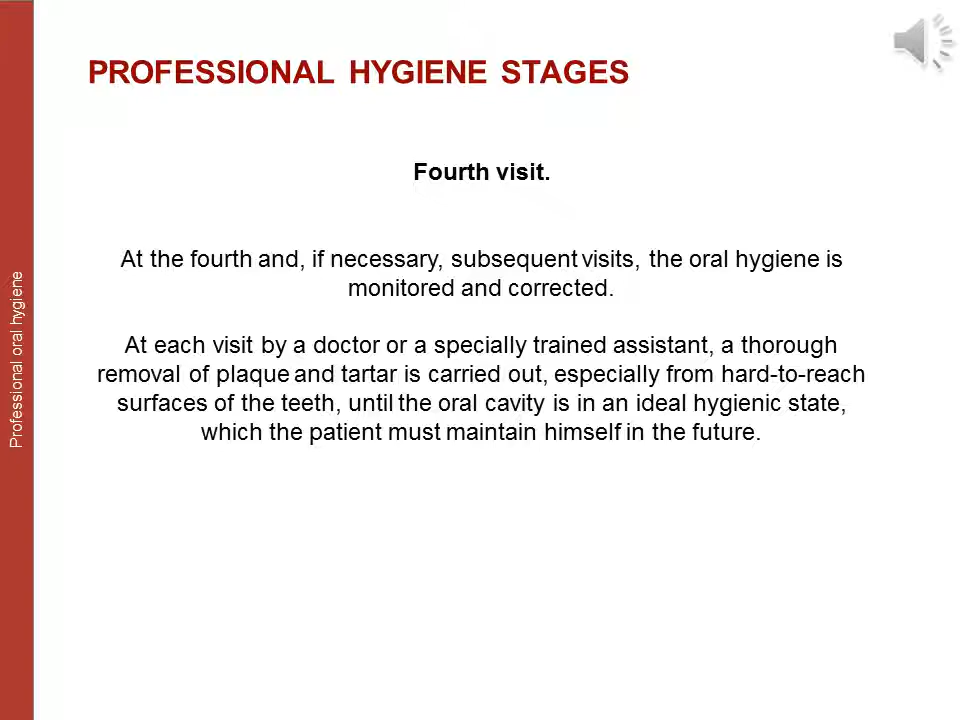 PROFESSIONAL HYGIENE STAGES
Fourth visit.
At the fourth and, if necessary, subsequent visits, the oral hygiene is
monitored and corrected.
At each visit by a doctor or a specially trained assistant, a thorough
removal of plaque and tartar is carried out, especially from hard-to-reach
surfaces of the teeth, until the oral cavity is in an ideal hygienic state,
which the patient must maintain himself in the future.
Professional oral hygiene